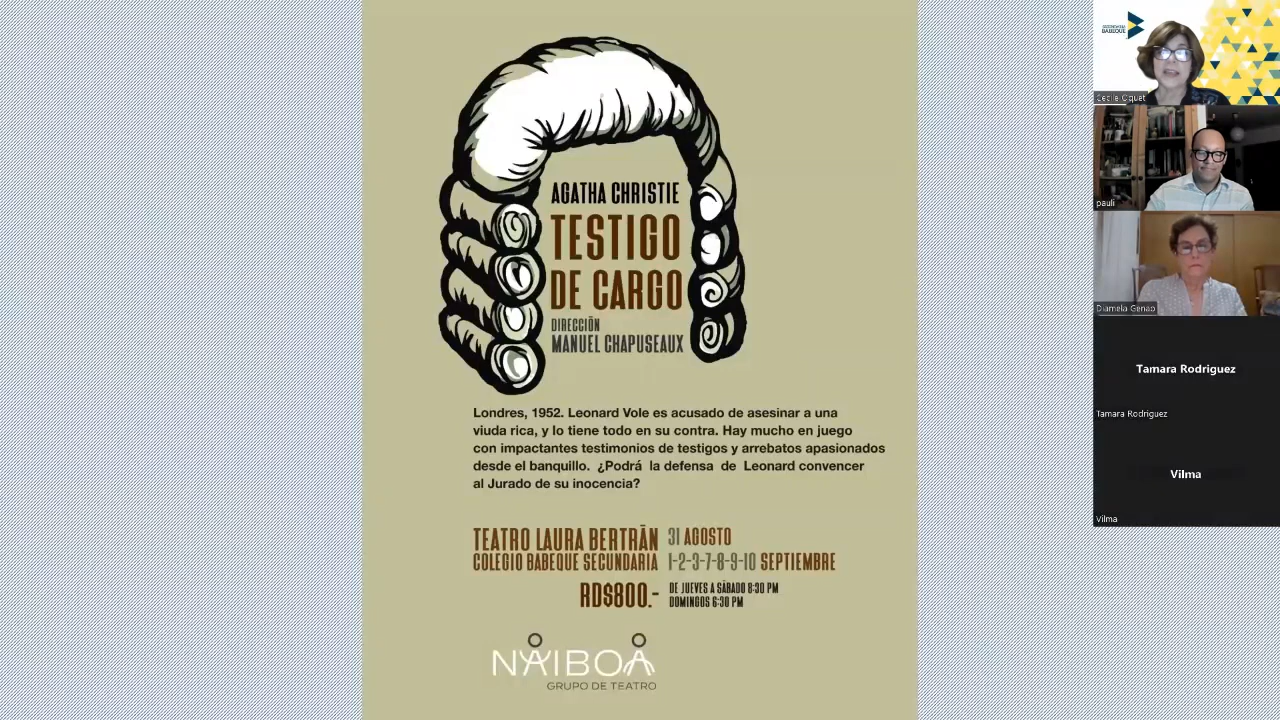 AGATHA CHRISTIE
TESTIGO
DE CARGO
DIRECCIÓN
MANUEL CHAPUSEAUX
Londres, 1952. Leonard Vole es acusado de asesinar a una
viuda rica, y lo tiene todo en su contra. Hay mucho en juego
con impactantes testimonios de testigos y arrebatos apasionados
desde el banquillo. ¿Podrá la defensa de Leonard convencer
al Jurado de su inocencia?
TEATRO LAURA BERTRÁN
COLEGIO BABEQUE SECUNDARIA
31 AGOSTO
1-2-3-7-8-9-10 SEPTIEMBRE
RD$800.-
DE JUEVES A SÁBADO 8:30 PM
DOMINGOS 6:30 PM
NAIBOA
GRUPO DE TEATRO
BABEQUE
Cecile Oquet
pauli
Diamela Genao
Tamara Rodriguez
Tamara Rodriguez
Vilma
Vilma